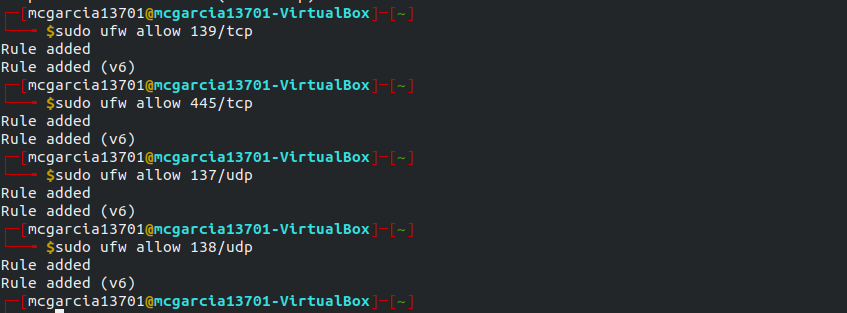 ┌─[mcgarcia13701@mcgarcia13701-VirtualBox]─[~]
└──╼ $sudo ufw allow 139/tcp
Rule added
Rule added (v6)
┌─[mcgarcia13701@mcgarcia13701-VirtualBox]─[~]
└──╼ $sudo ufw allow 445/tcp
Rule added
Rule added (v6)
┌─[mcgarcia13701@mcgarcia13701-VirtualBox]─[~]
└──╼ $sudo ufw allow 137/udp
Rule added
Rule added (v6)
┌─[mcgarcia13701@mcgarcia13701-VirtualBox]─[~]
└──╼ $sudo ufw allow 138/udp
Rule added
Rule added (v6)
┌─[mcgarcia13701@mcgarcia13701-VirtualBox]─[~]